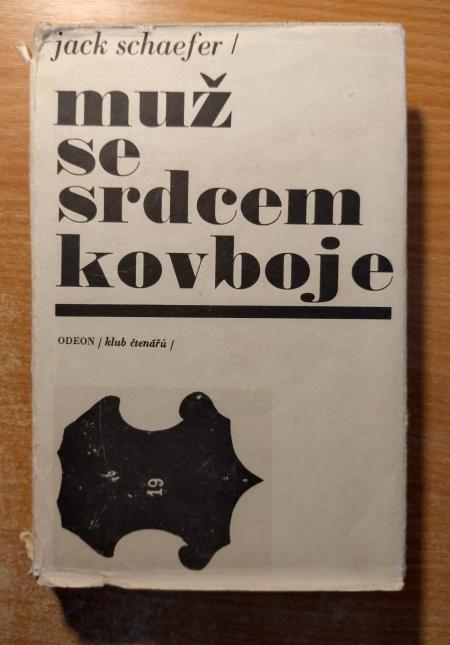 jack schaefer /
muž
se
srdcem
kovboje
ODEON / klub čtenářů /
19